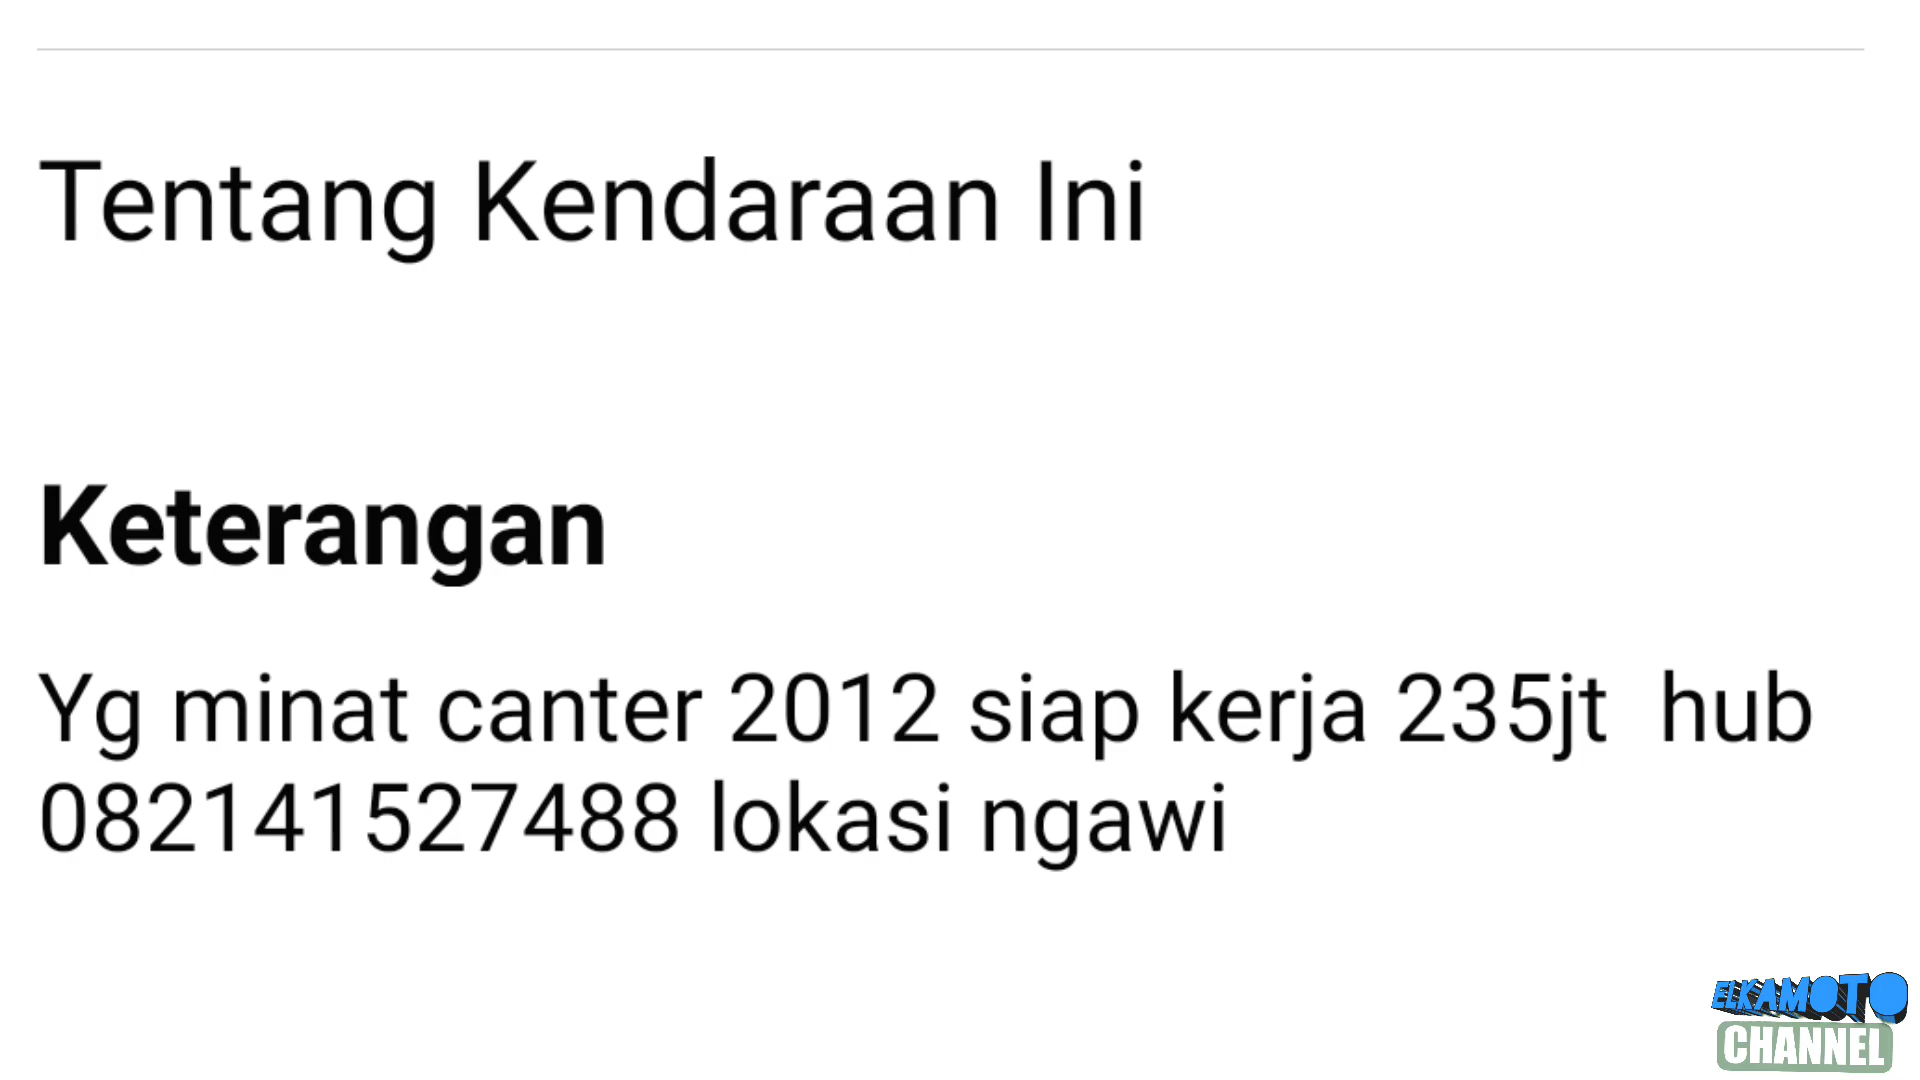 Tentang Kendaraan Ini
Keterangan
Yg minat canter 2012 siap kerja 235jt  hub
082141527488 lokasi ngawi
ELKAMOTO
CHANNEL